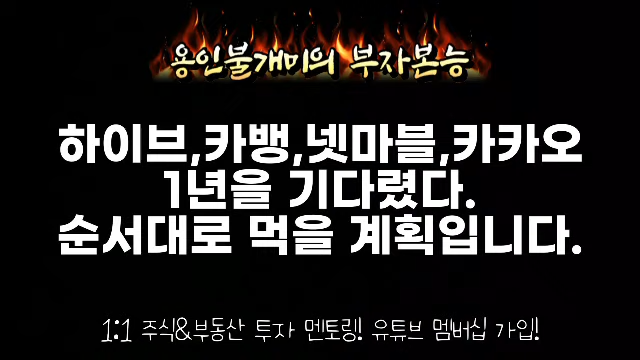 용인불개미의 부자본능
하이브,카뱅,넷마블,카카오
1년을 기다렸다.
순서대로 먹을 계획입니다.
1:1 주식&부동산 투자 멘토링! 유튜브 멤버십 가입!